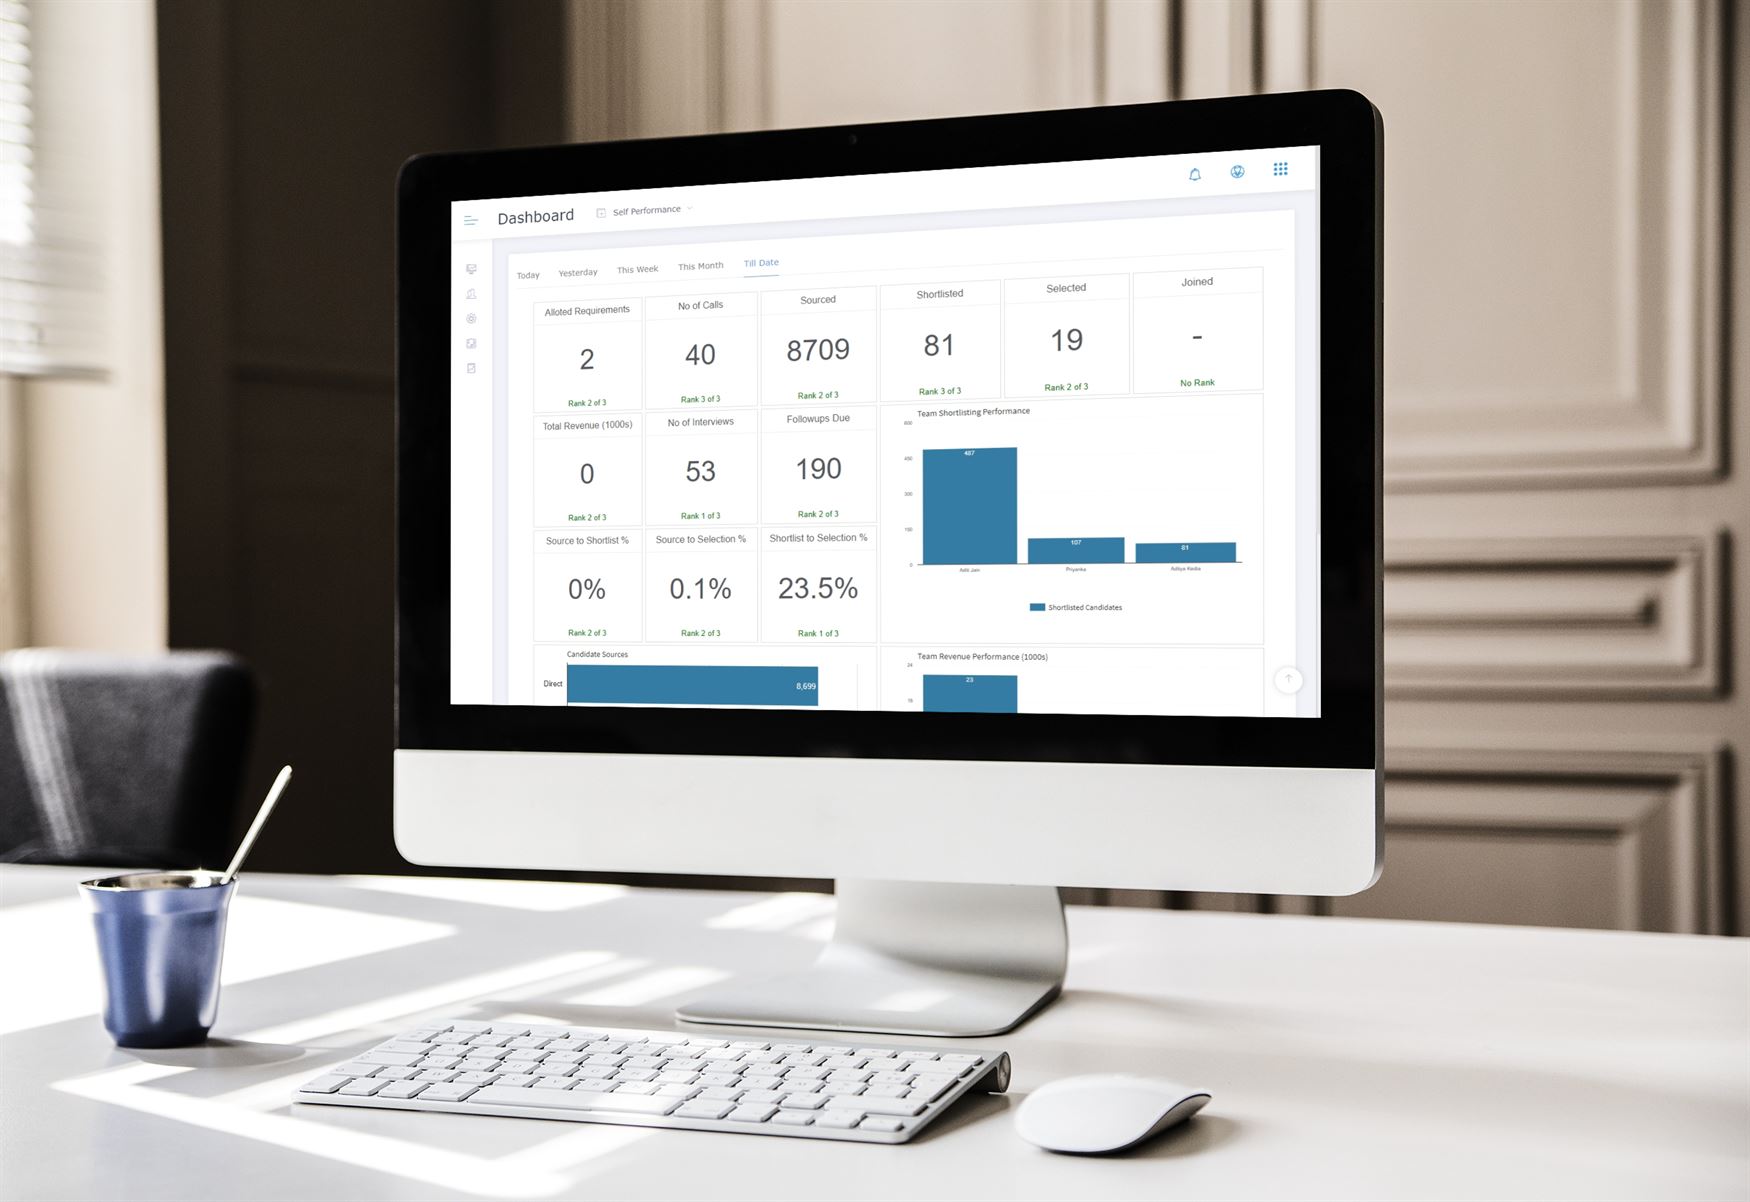 Dashboard
Self Performance
Today
Yesterday
This Week
This Month
Till Date
Alloted Requirements
2
Rank 2 of 3
No of Calls
40
Rank 3 of 3
Sourced
8709
Rank 2 of 3
Shortlisted
81
Rank 3 of 3
Selected
19
Rank 2 of 3
Joined
-
No Rank
Total Revenue (1000s)
0
Rank 2 of 3
No of Interviews
53
Rank 1 of 3
Followups Due
190
Rank 2 of 3
Source to Shortlist %
0%
Rank 2 of 3
Source to Selection %
0.1%
Rank 2 of 3
Shortlist to Selection %
23.5%
Rank 1 of 3
Team Shortlisting Performance
600
450
300
150
0
487
107
81
Priyanka
Shortlisted Candidates
Candidate Sources
Direct
8,699
Team Revenue Performance (1000s)
24
23